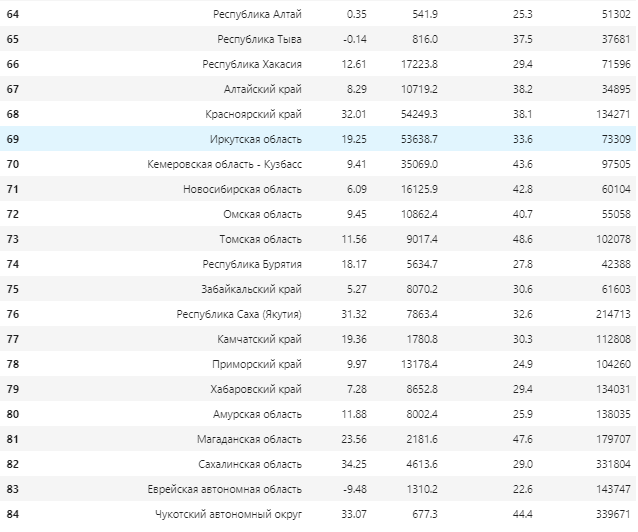 64 Республика Алтай 0.35 541.9 25.3 51302
65 Республика Тыва -0.14 816.0 37.5 37681
66 Республика Хакасия 12.61 17223.8 29.4 71596
67 Алтайский край 8.29 10719.2 38.2 34895
68 Красноярский край 32.01 54249.3 38.1 134271
69 Иркутская область 19.25 53638.7 33.6 73309
70 Кемеровская область - Кузбасс 9.41 35069.0 43.6 97505
71 Новосибирская область 6.09 16125.9 42.8 60104
72 Омская область 9.45 10862.4 40.7 55058
73 Томская область 11.56 9017.4 48.6 102078
74 Республика Бурятия 18.17 5634.7 27.8 42388
75 Забайкальский край 5.27 8070.2 30.6 61603
76 Республика Саха (Якутия) 31.32 7863.4 32.6 214713
77 Камчатский край 19.36 1780.8 30.3 112808
78 Приморский край 9.97 13178.4 24.9 104260
79 Хабаровский край 7.28 8652.8 29.4 134031
80 Амурская область 11.88 8002.4 25.9 138035
81 Магаданская область 23.56 2181.6 47.6 179707
82 Сахалинская область 34.25 4613.6 29.0 331804
83 Еврейская автономная область -9.48 1310.2 22.6 143747
84 Чукотский автономный округ 33.07 677.3 44.4 339671